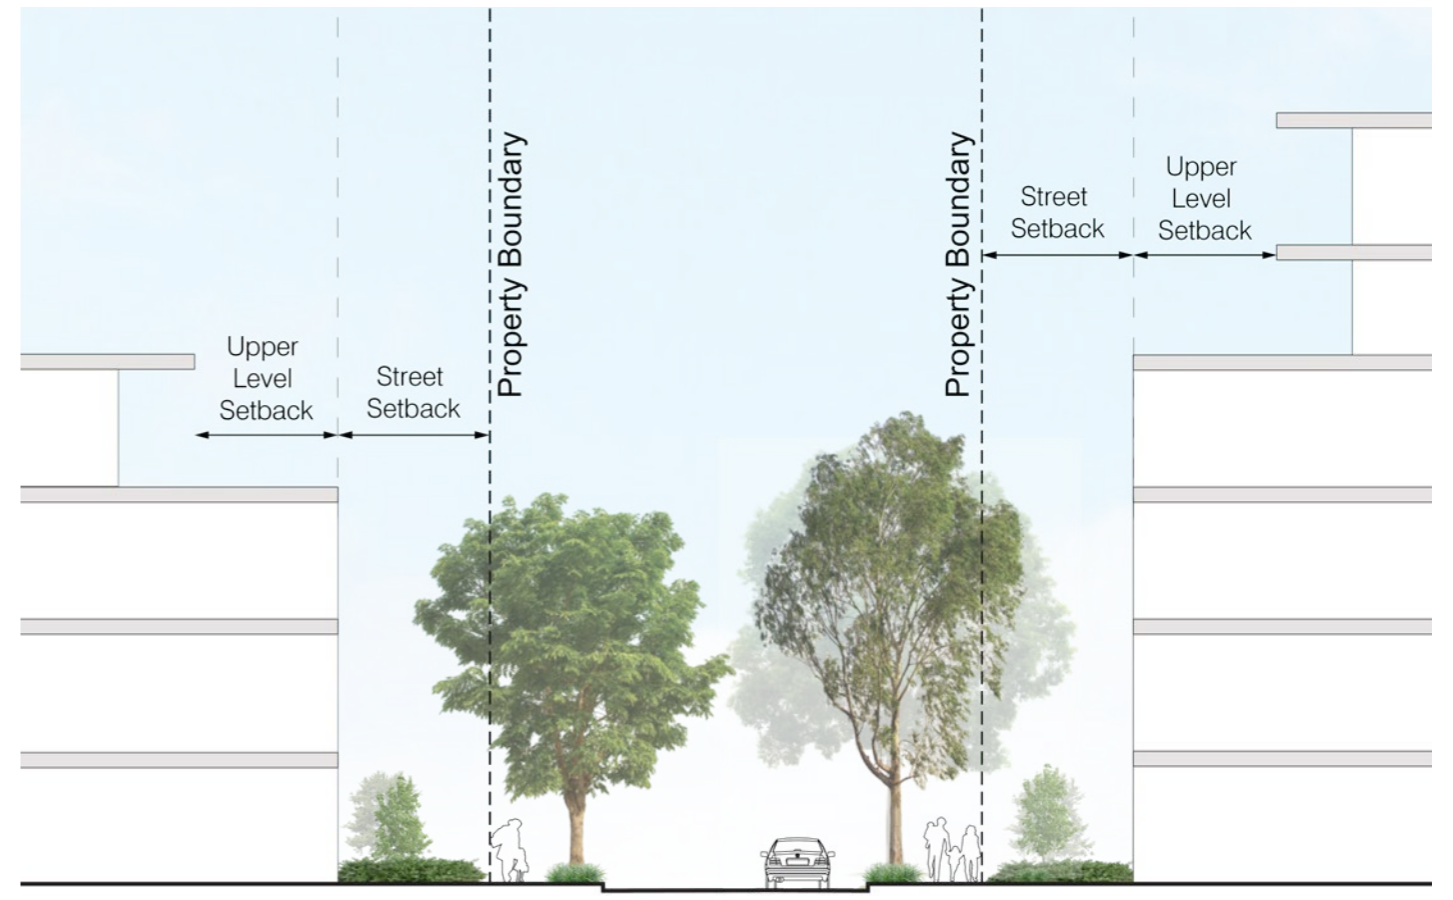 Upper
Level
Setback
Street
Setback
Property Boundary
Property Boundary
Street
Setback
Upper
Level
Setback